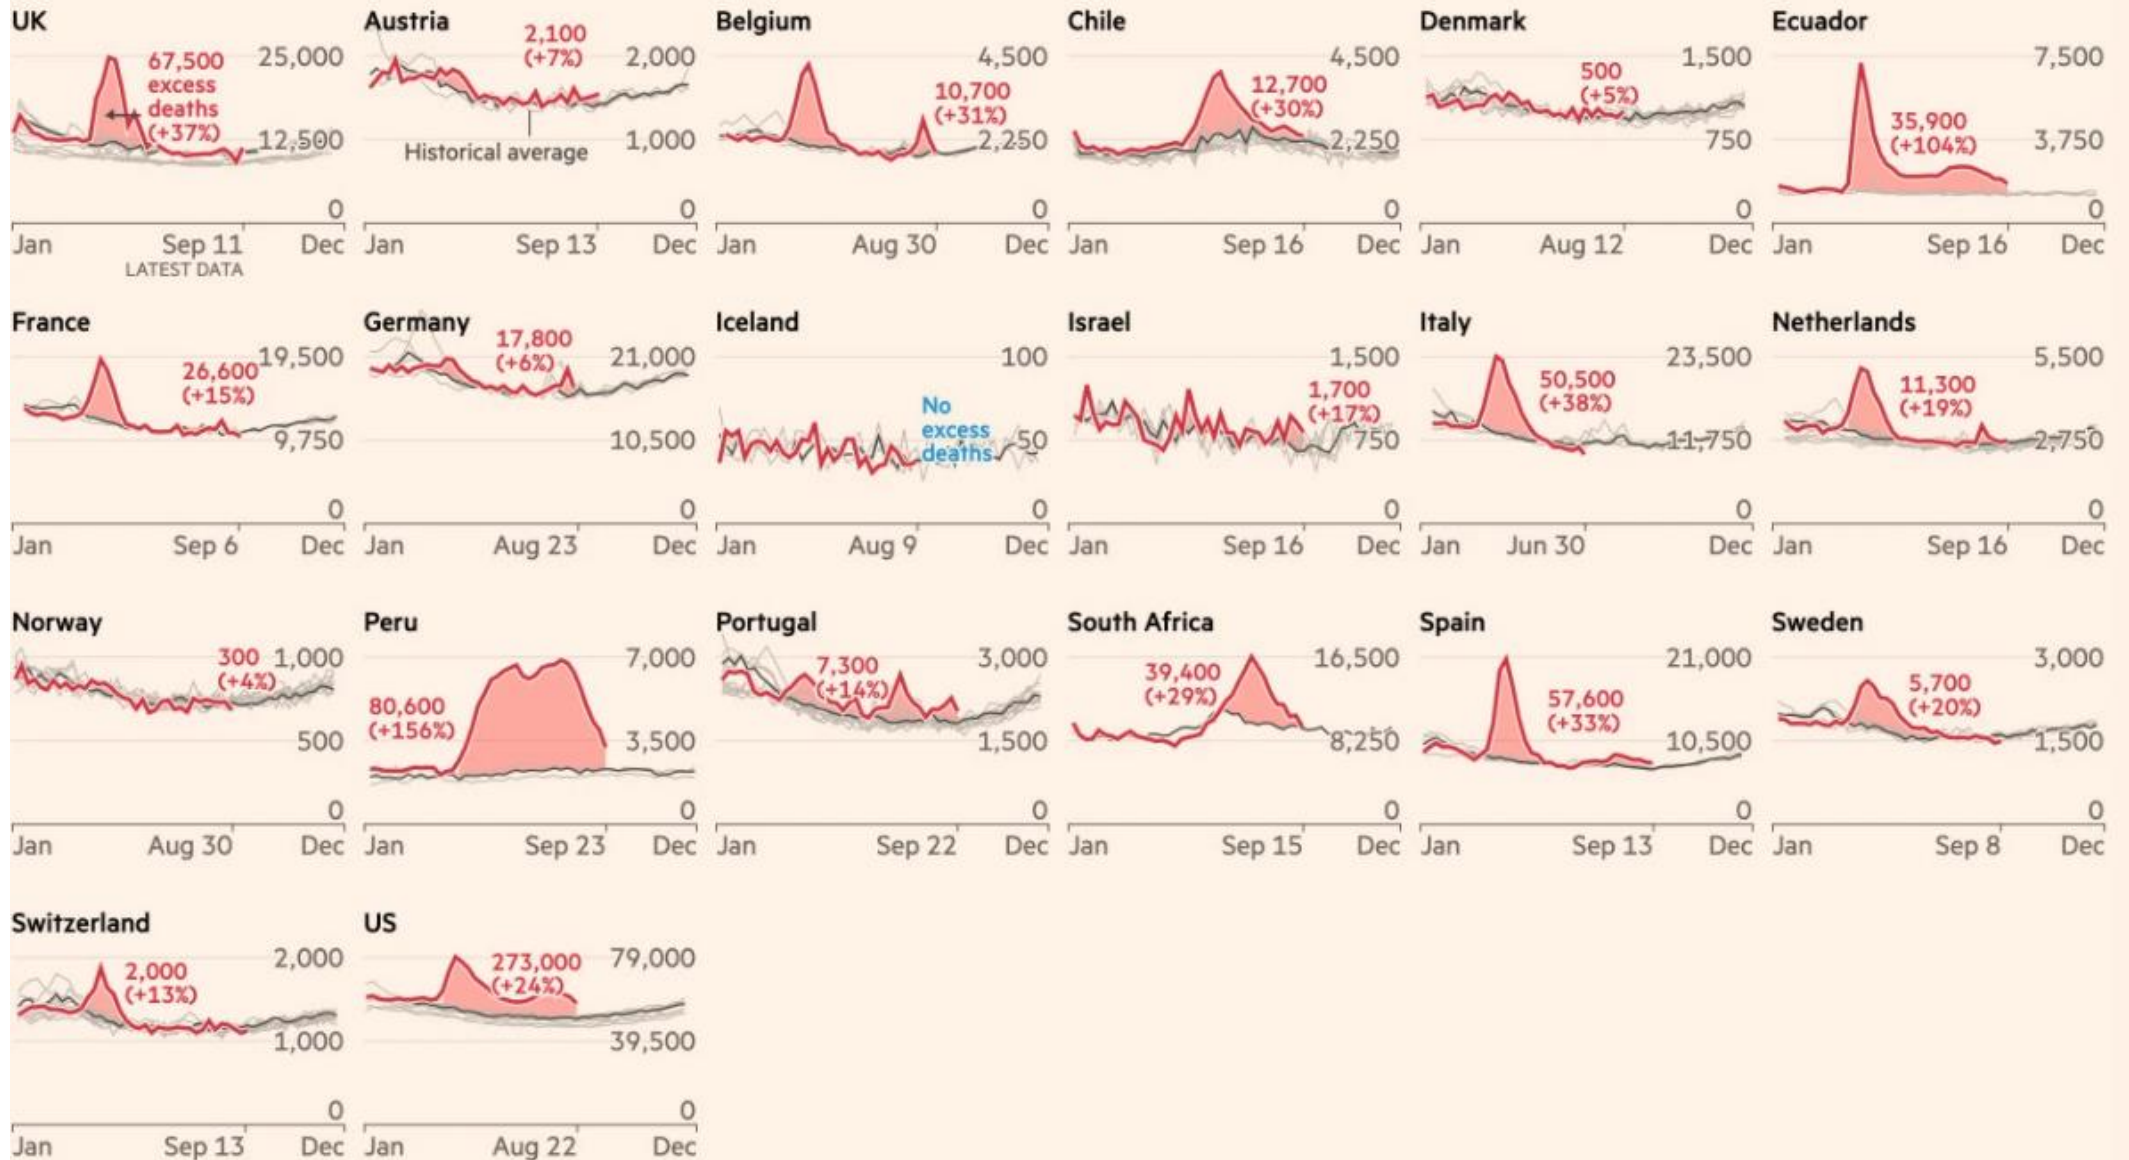 UK
67,500
excess
deaths
(+37%)
25,000
12,500
0
Jan
Sep 11
Dec
LATEST DATA
Austria
2,100
(+7%)
2,000
Historical average
1,000
0
Jan
Sep 13
Dec
Belgium
4,500
10,700
(+31%)
2,250
0
Jan
Aug 30
Dec
Chile
4,500
12,700
(+30%)
2,250
0
Jan
Sep 16
Dec
Denmark
1,500
500
(+5%)
750
0
Jan
Aug 12
Dec
Ecuador
7,500
35,900
(+104%)
3,750
0
Jan
Sep 16
Dec
France
19,500
26,600
(+15%)
9,750
0
Jan
Sep 6
Dec
Germany
17,800
(+6%)
21,000
10,500
0
Jan
Aug 23
Dec
Iceland
100
No
excess
deaths
50
0
Jan
Aug 9
Dec
Israel
1,500
1,700
(+17%)
750
0
Jan
Sep 16
Dec
Italy
23,500
50,500
(+38%)
11,750
0
Jan
Jun 30
Dec
Netherlands
5,500
11,300
(+19%)
2,750
0
Jan
Sep 16
Dec
Norway
300
(+4%)
1,000
500
0
Jan
Aug 30
Dec
Peru
7,000
80,600
(+156%)
3,500
0
Jan
Sep 23
Dec
Portugal
7,300
(+14%)
3,000
1,500
0
Jan
Sep 22
Dec
South Africa
39,400
(+29%)
16,500
8,250
0
Jan
Sep 15
Dec
Spain
21,000
57,600
(+33%)
10,500
0
Jan
Sep 13
Dec
Sweden
3,000
5,700
(+20%)
1,500
0
Jan
Sep 8
Dec
Switzerland
2,000
(+13%)
2,000
1,000
0
Jan
Sep 13
Dec
US
273,000
(+24%)
79,000
39,500
0
Jan
Aug 22
Dec